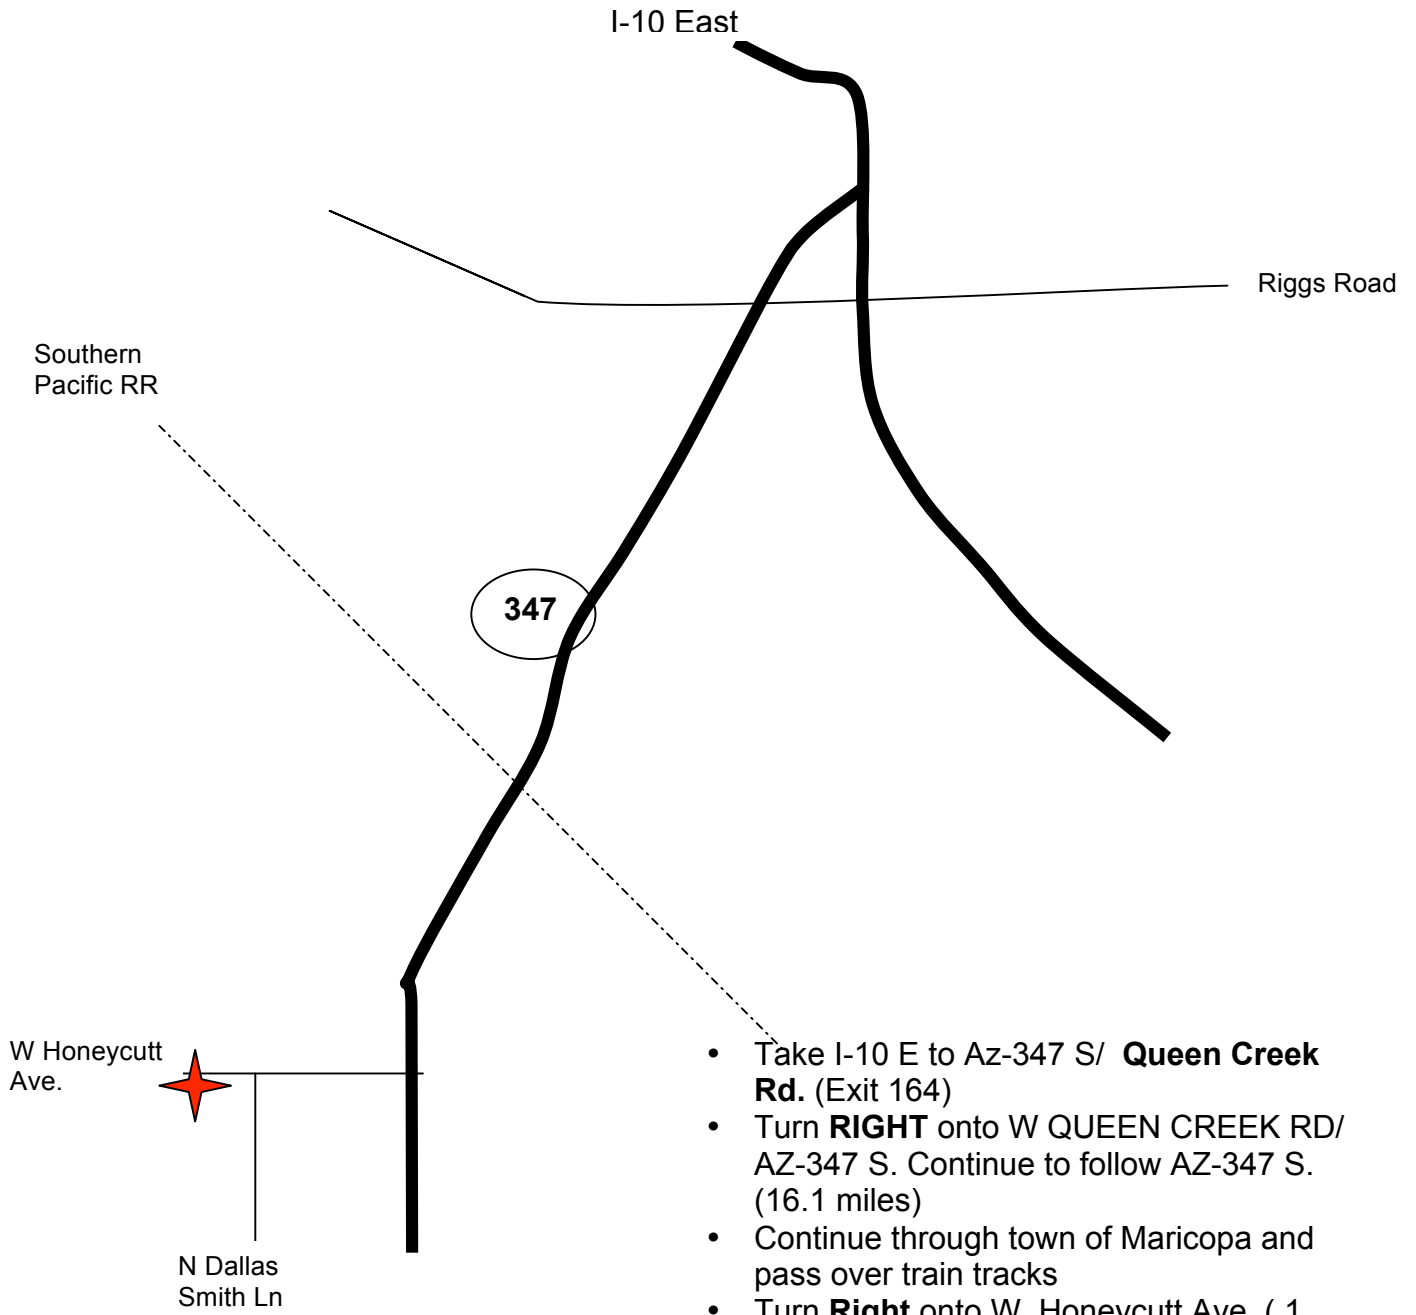 I-10 East
Riggs Road
Southern
Pacific RR
347
W Honeycutt
Ave.
N Dallas
Smith Ln
• Take I-10 E to Az-347 S/ Queen Creek
Rd. (Exit 164)
• Turn RIGHT onto W QUEEN CREEK RD/
AZ-347 S. Continue to follow AZ-347 S.
(16.1 miles)
• Continue through town of Maricopa and
pass over train tracks
• Turn Right onto W. Honeycutt Ave. ( 1